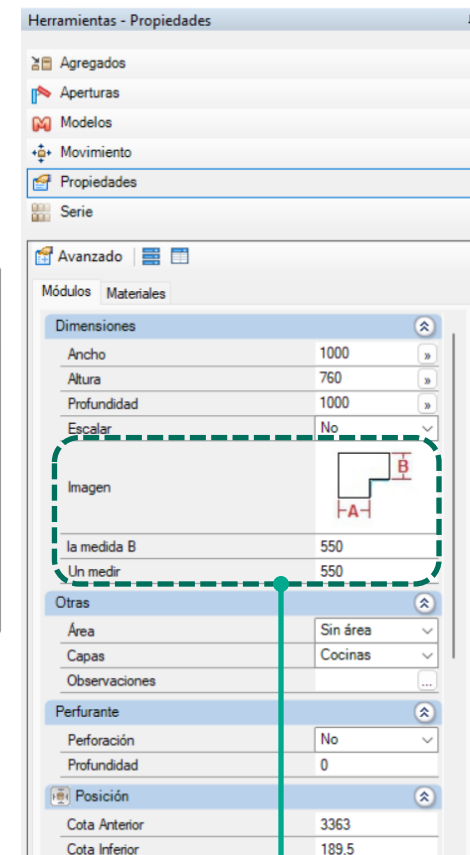 Herramientas - Propiedades
Agregados
Aperturas
Modelos
Movimiento
Propiedades
Serie
Avanzado
Módulos Materiales
Dimensiones
Ancho 1000 »
Altura 760 »
Profundidad 1000 »
Escalar No
B
Imagen
A
la medida B 550
Un medir 550
Otras
Área Sin área
Capas Cocinas
Observaciones ...
Perfurante
Perforación No
Profundidad 0
Posición
Cota Anterior 3363
Cota Inferior 189.5